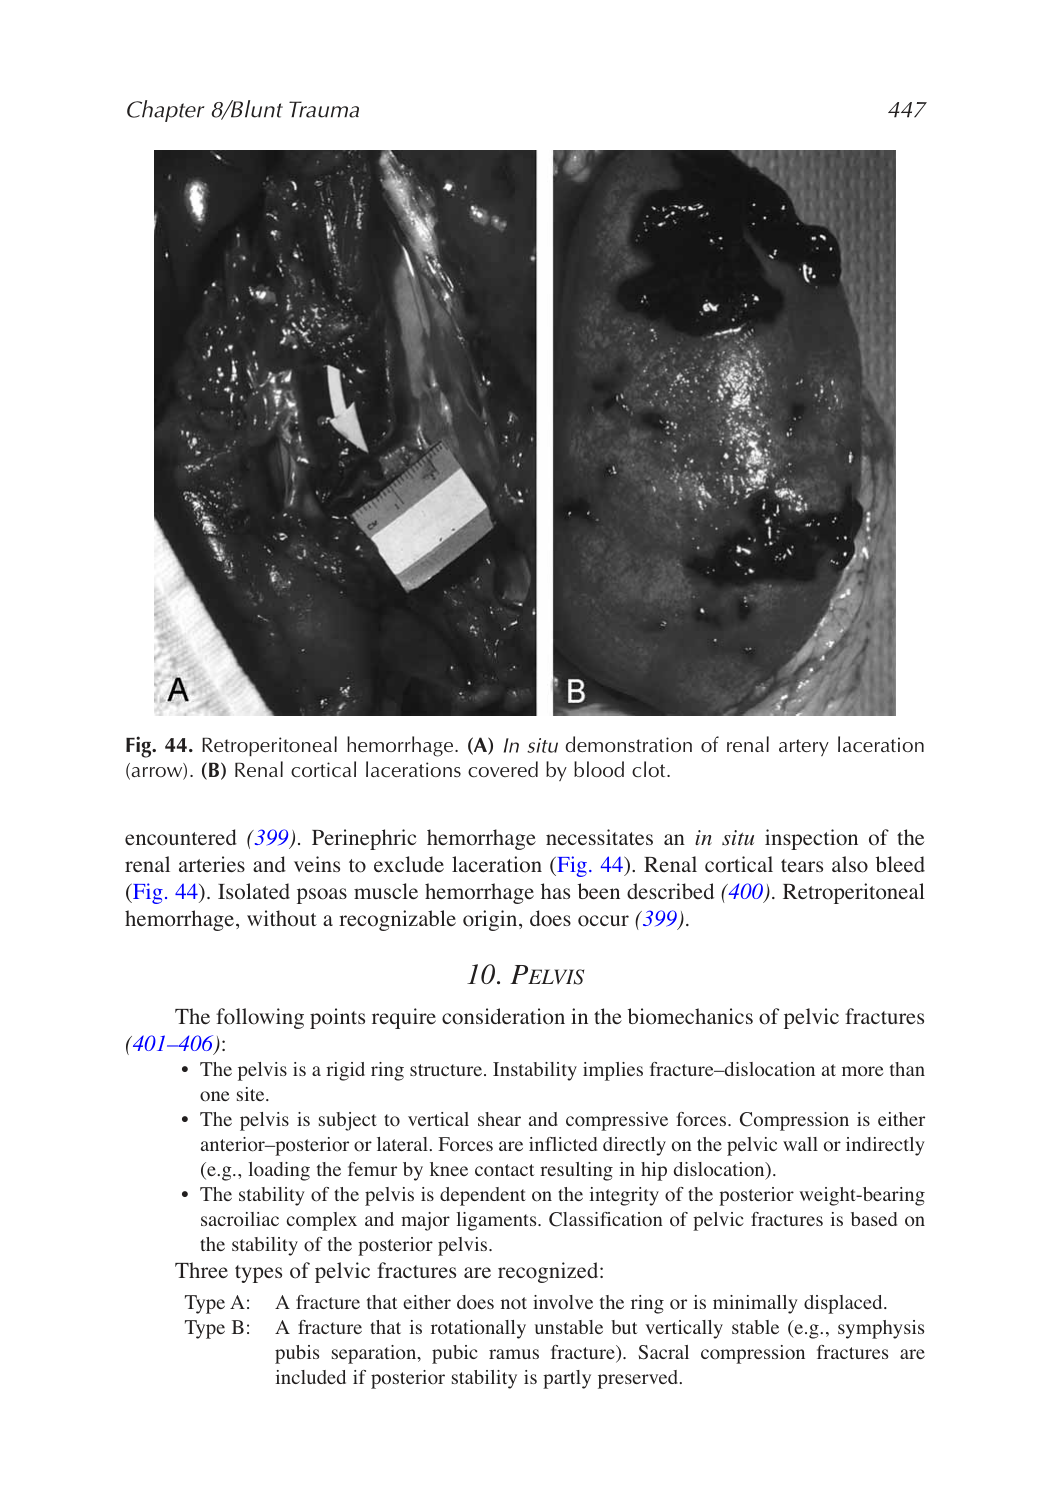 Chapter 8/Blunt Trauma 447
A
B
Fig. 44. Retroperitoneal hemorrhage. (A) In situ demonstration of renal artery laceration
(arrow). (B) Renal cortical lacerations covered by blood clot.
encountered (399). Perinephric hemorrhage necessitates an in situ inspection of the
renal arteries and veins to exclude laceration (Fig. 44). Renal cortical tears also bleed
(Fig. 44). Isolated psoas muscle hemorrhage has been described (400). Retroperitoneal
hemorrhage, without a recognizable origin, does occur (399).
10. PELVIS
The following points require consideration in the biomechanics of pelvic fractures
(401–406):
• The pelvis is a rigid ring structure. Instability implies fracture–dislocation at more than
one site.
• The pelvis is subject to vertical shear and compressive forces. Compression is either
anterior–posterior or lateral. Forces are inflicted directly on the pelvic wall or indirectly
(e.g., loading the femur by knee contact resulting in hip dislocation).
• The stability of the pelvis is dependent on the integrity of the posterior weight-bearing
sacroiliac complex and major ligaments. Classification of pelvic fractures is based on
the stability of the posterior pelvis.
Three types of pelvic fractures are recognized:
Type A: A fracture that either does not involve the ring or is minimally displaced.
Type B: A fracture that is rotationally unstable but vertically stable (e.g., symphysis
pubis separation, pubic ramus fracture). Sacral compression fractures are
included if posterior stability is partly preserved.